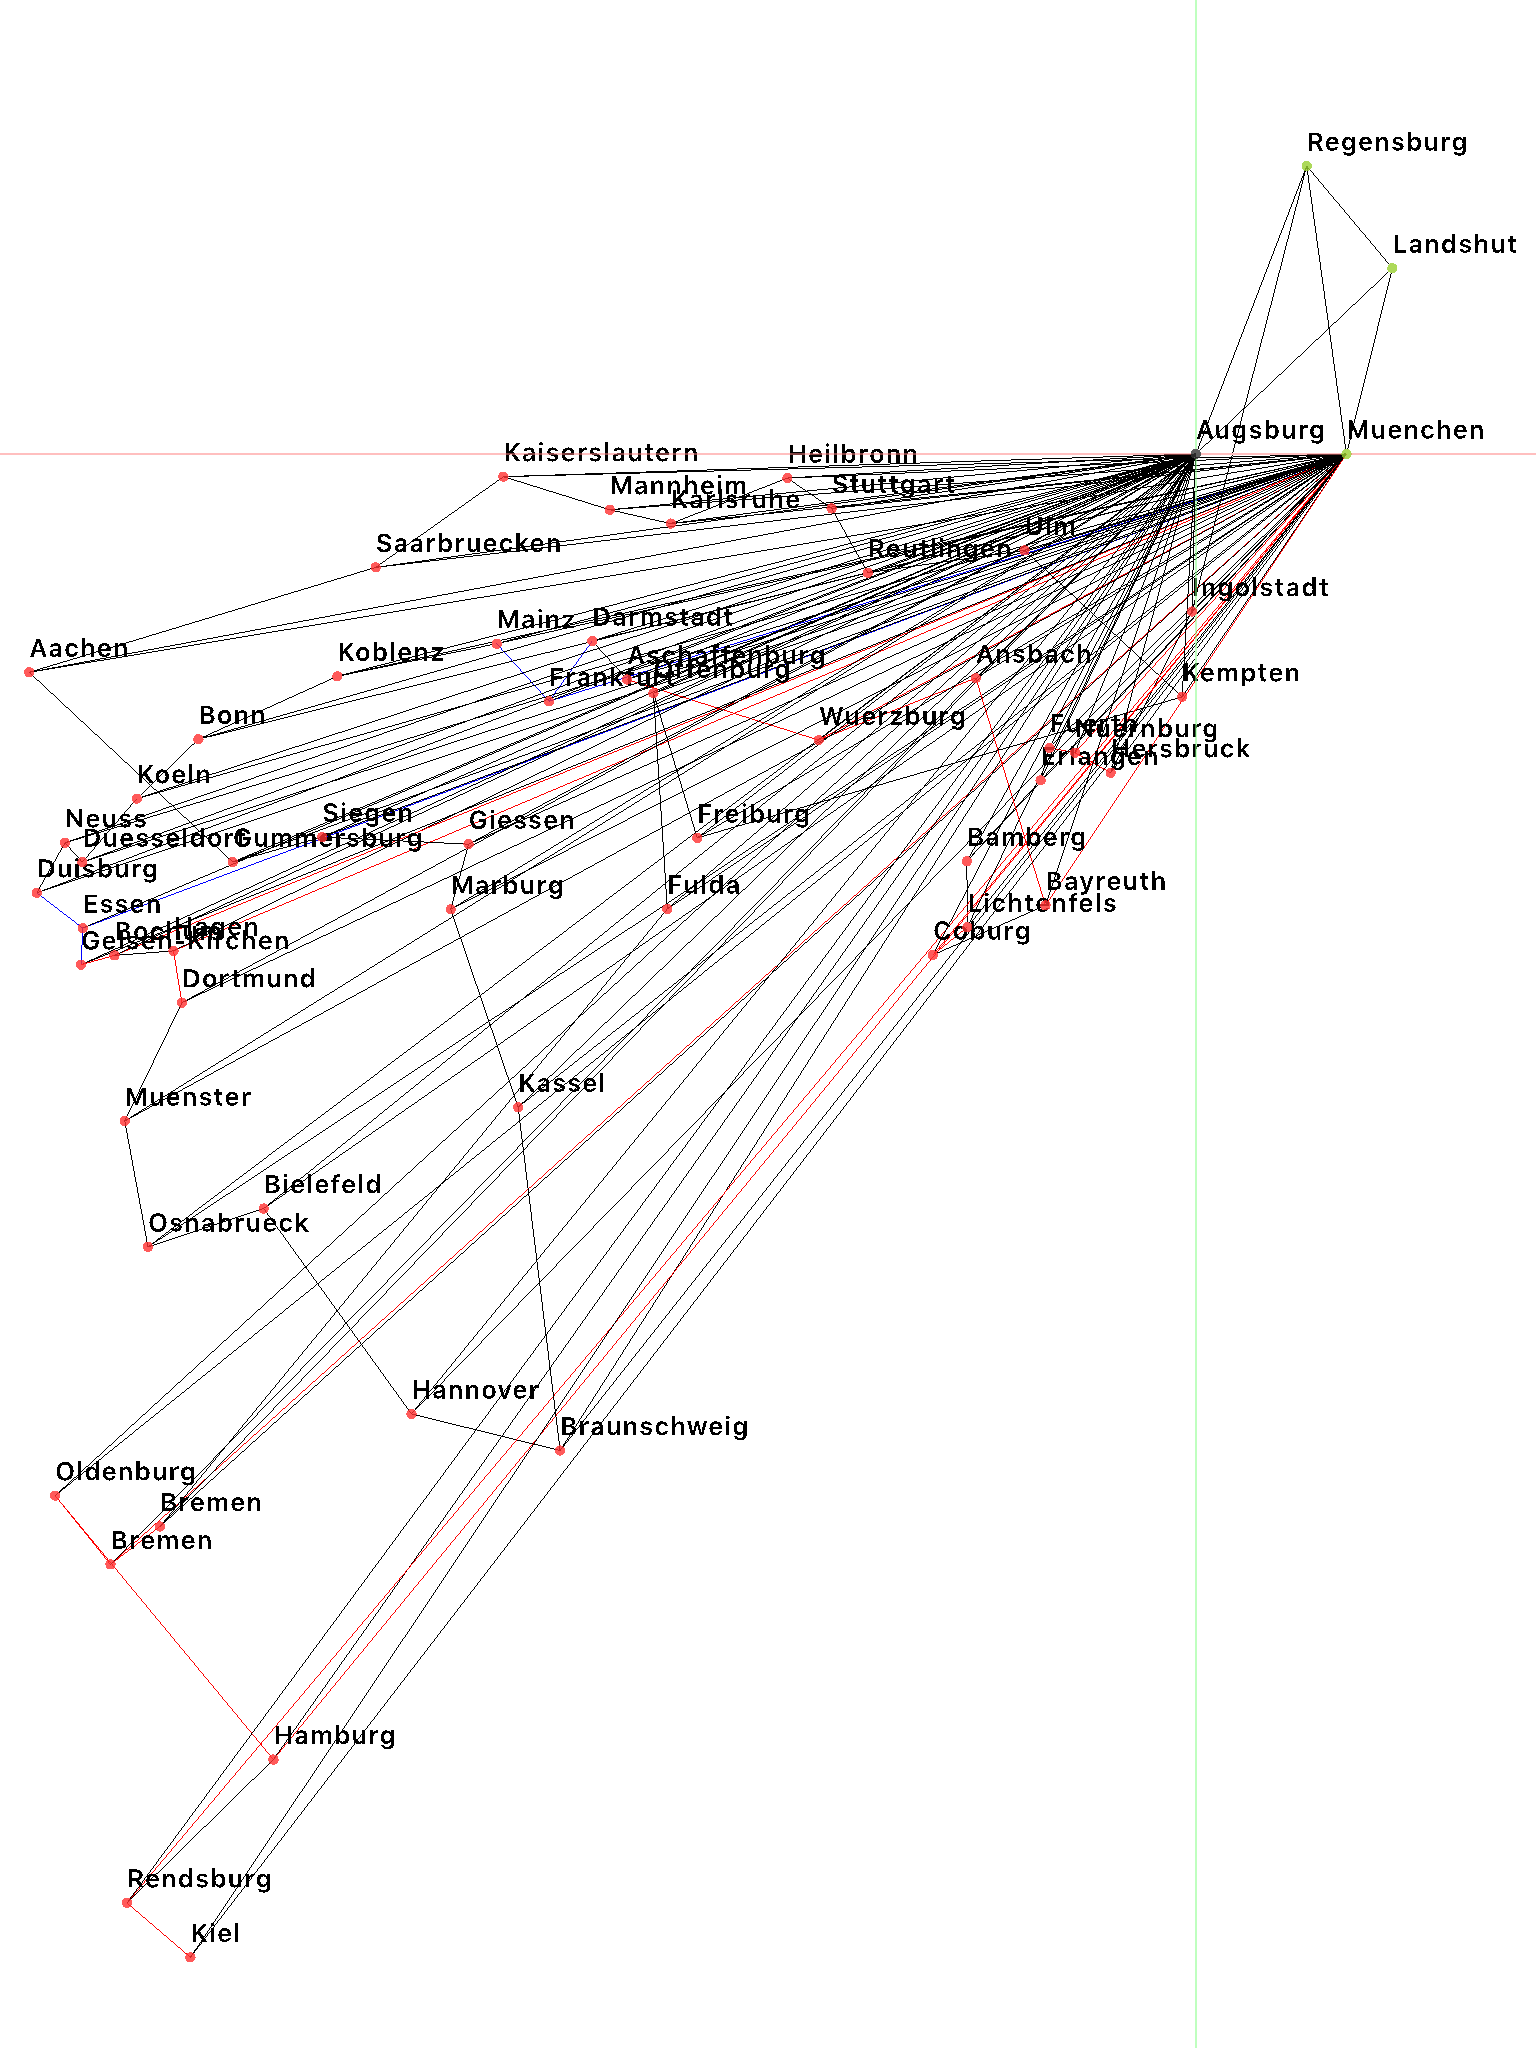 Regensburg
Landshut
Augsburg
Muenchen
Kaiserslautern
Heilbronn
Mannheim
Stuttgart
Karlsruhe
Ulm
Saarbruecken
Reutlingen
Ingolstadt
Mainz
Darmstadt
Aachen
Koblenz
Aschaffenburg
Ansbach
Offenburg
Kempten
Frankfurt
Bonn
Wuerzburg
Fuerth
Nuernburg
Hersbruck
Erlangen
Koeln
Siegen
Freiburg
Neuss
Giessen
Duesseldorf
Gummersburg
Bamberg
Duisburg
Bayreuth
Marburg
Fulda
Essen
Lichtenfels
Hagen
Bochum
Coburg
Gelsen-Kirchen
Dortmund
Kassel
Muenster
Bielefeld
Osnabrueck
Hannover
Braunschweig
Oldenburg
Bremen
Bremen
Hamburg
Rendsburg
Kiel